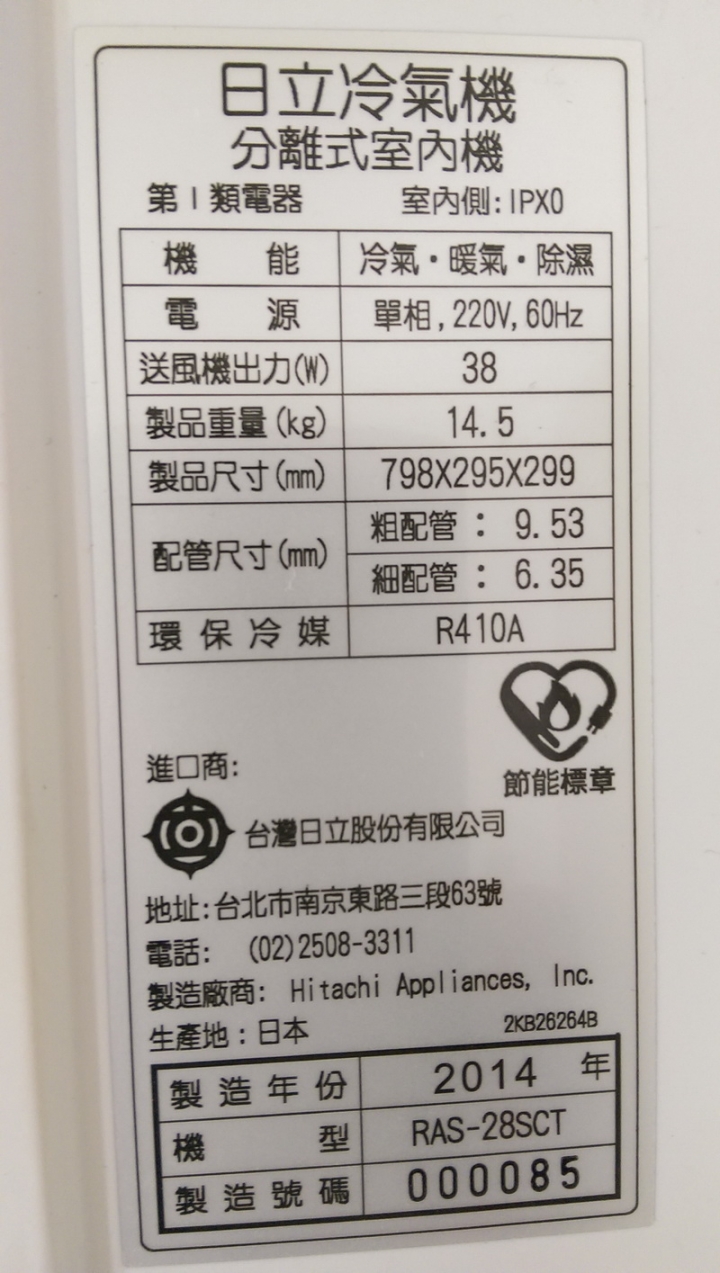 日立冷氣機
分離式室內機
第 I 類電器 室內側:IPX0
機 能 冷氣・暖氣・除濕
電 源 單相,220V,60Hz
送風機出力(W) 38
製品重量(kg) 14.5
製品尺寸(mm) 798X295X299
配管尺寸(mm) 粗配管: 9.53
細配管: 6.35
環保冷媒 R410A
節能標章
進口商:
台灣日立股份有限公司
地址:台北市南京東路三段63號
電話: (02)2508-3311
製造廠商: Hitachi Appliances, Inc.
生產地:日本 2KB26264B
製造年份 2014 年
機 型 RAS-28SCT
製造號碼 000085